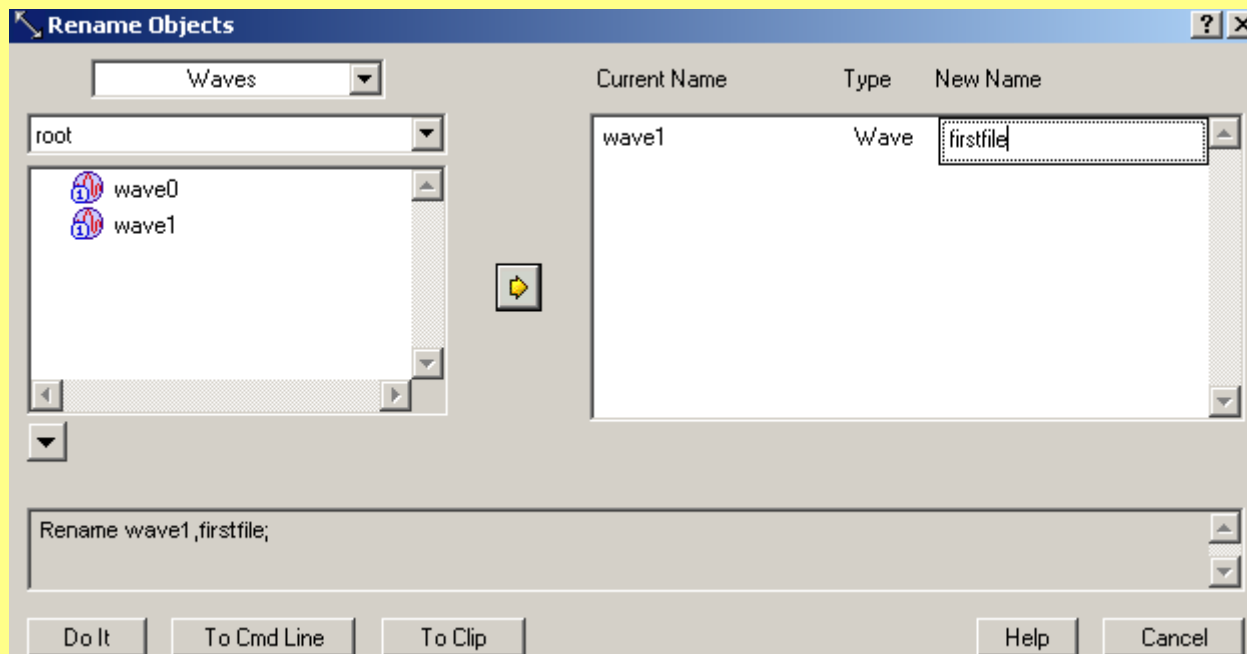 Rename Objects
Waves
Current Name Type New Name
root
wave1 Wave firstfile
wave0
wave1
Rename wave1,firstfile;
Do It To Cmd Line To Clip Help Cancel